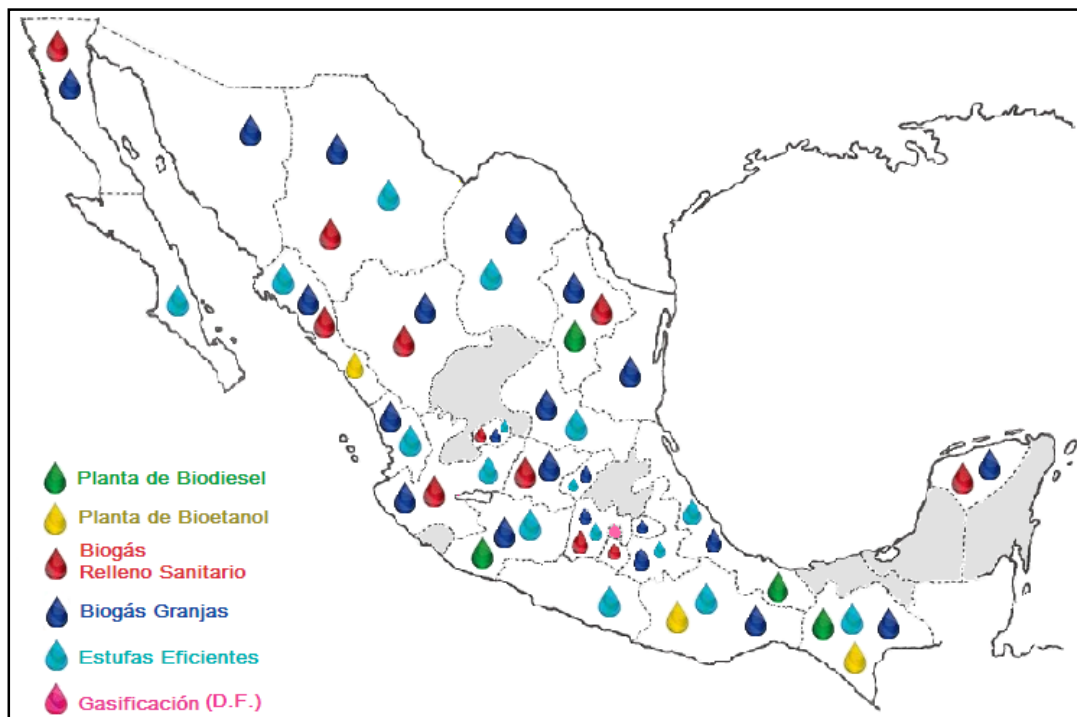 Planta de Biodiesel
Planta de Bioetanol
Biogás
Relleno Sanitario
Biogás Granjas
Estufas Eficientes
Gasificación (D.F.)